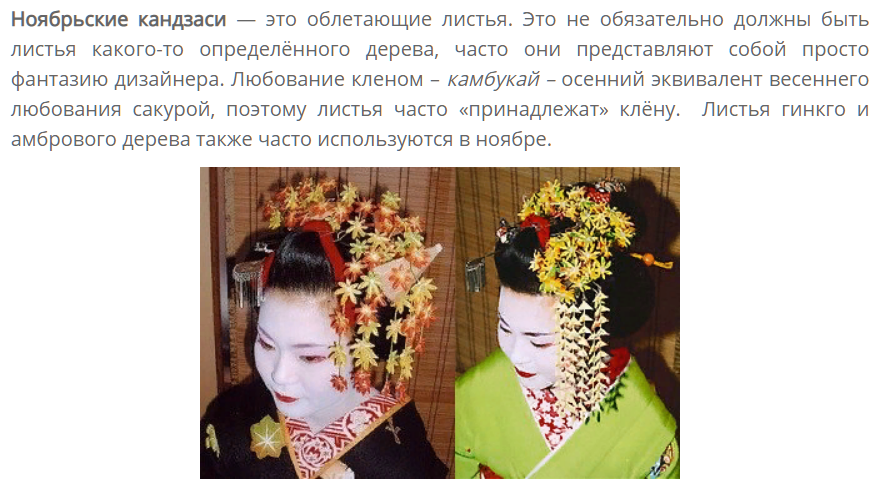 Ноябрьские кандзаси — это облетающие листья. Это не обязательно должны быть
листья какого-то определённого дерева, часто они представляют собой просто
фантазию дизайнера. Любование кленом – камбукай – осенний эквивалент весеннего
любования сакурой, поэтому листья часто «принадлежат» клёну. Листья гинкго и
амбрового дерева также часто используются в ноябре.